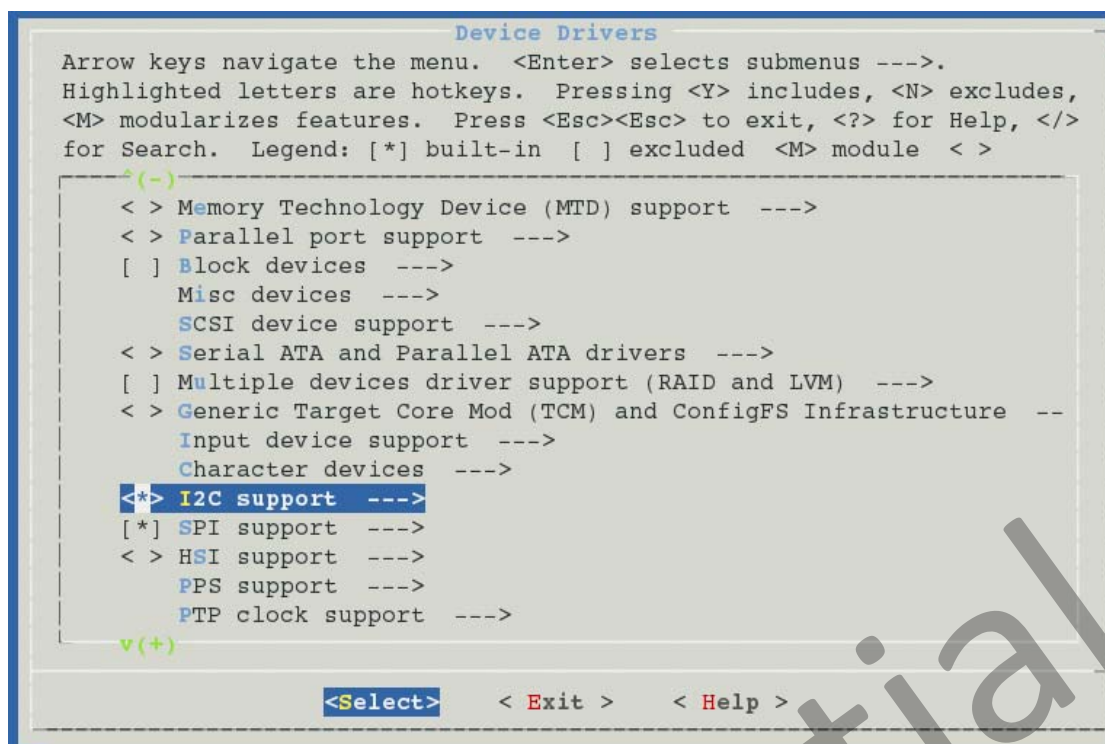 Device Drivers
Arrow keys navigate the menu.  <Enter> selects submenus --->.
Highlighted letters are hotkeys.  Pressing <Y> includes, <N> excludes,
<M> modularizes features.  Press <Esc><Esc> to exit, <?> for Help, </>
for Search.  Legend: [*] built-in  [ ] excluded  <M> module  < >
^(-)
< > Memory Technology Device (MTD) support  --->
< > Parallel port support  --->
[ ] Block devices  --->
Misc devices  --->
SCSI device support  --->
< > Serial ATA and Parallel ATA drivers  --->
[ ] Multiple devices driver support (RAID and LVM)  --->
< > Generic Target Core Mod (TCM) and ConfigFS Infrastructure  --
Input device support  --->
Character devices  --->
<*> I2C support  --->
[*] SPI support  --->
< > HSI support  --->
PPS support  --->
PTP clock support  --->
v(+)
<Select>    < Exit >    < Help >
tial